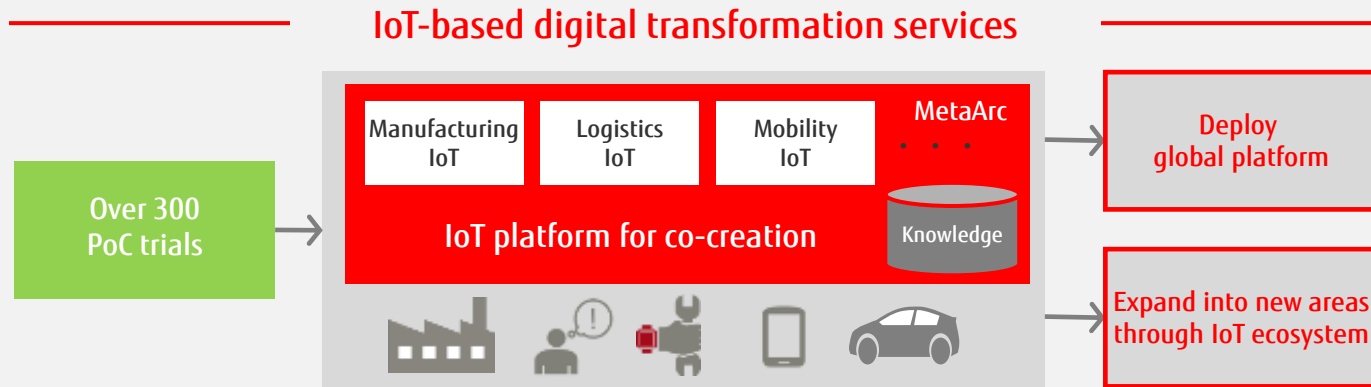 IoT-based digital transformation services
Over 300
PoC trials
Manufacturing
IoT
Logistics
IoT
Mobility
IoT
MetaArc
. . .
IoT platform for co-creation
Knowledge
!
Deploy
global platform
Expand into new areas
through IoT ecosystem